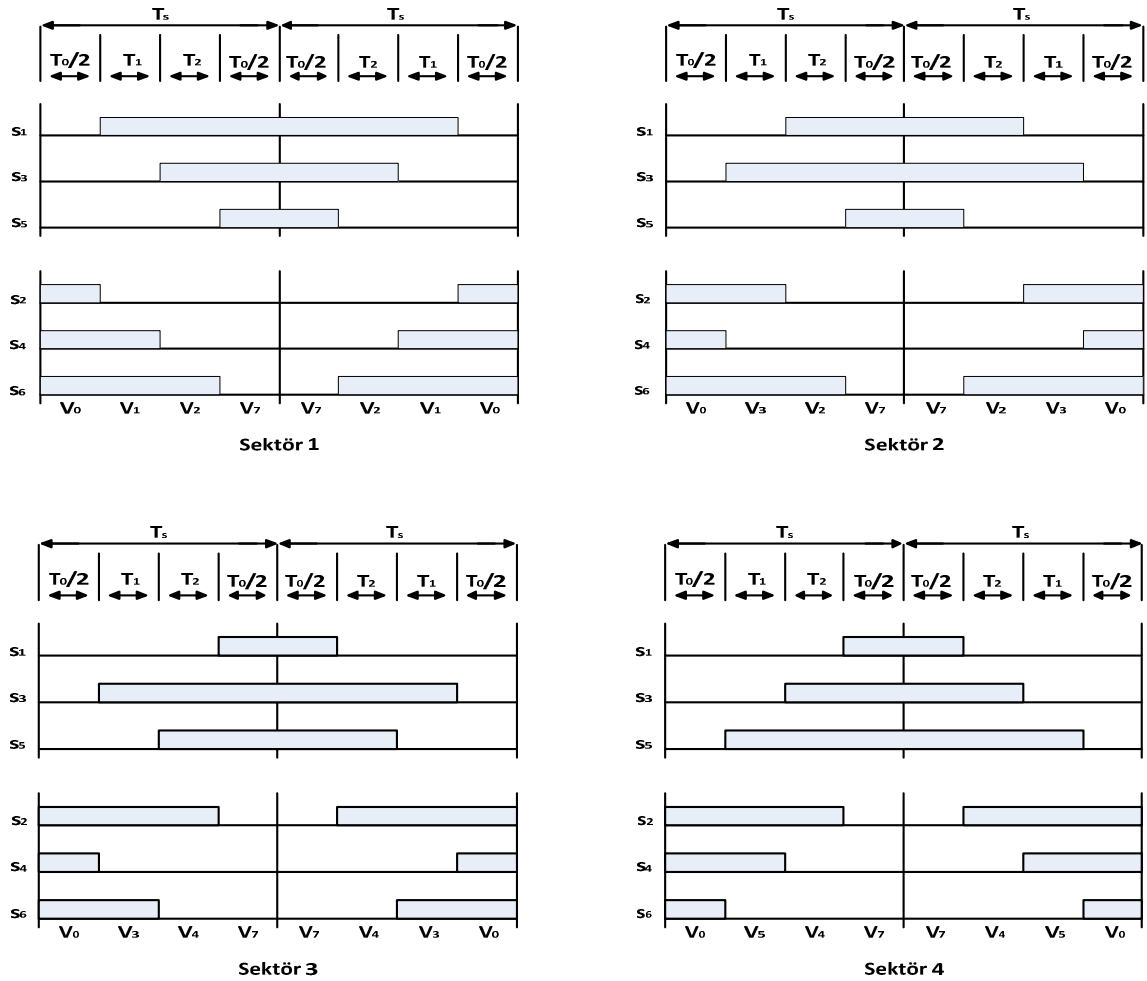 Ts Ts
T₀/2 T₁ T₂ T₀/2 T₀/2 T₂ T₁ T₀/2
S₁
S₃
S₅
S₂
S₄
S₆
V₀ V₁ V₂ V₇ V₇ V₂ V₁ V₀
Sektör 1
Ts Ts
T₀/2 T₁ T₂ T₀/2 T₀/2 T₂ T₁ T₀/2
S₁
S₃
S₅
S₂
S₄
S₆
V₀ V₃ V₂ V₇ V₇ V₂ V₃ V₀
Sektör 2
Ts Ts
T₀/2 T₁ T₂ T₀/2 T₀/2 T₂ T₁ T₀/2
S₁
S₃
S₅
S₂
S₄
S₆
V₀ V₃ V₄ V₇ V₇ V₄ V₃ V₀
Sektör 3
Ts Ts
T₀/2 T₁ T₂ T₀/2 T₀/2 T₂ T₁ T₀/2
S₁
S₃
S₅
S₂
S₄
S₆
V₀ V₅ V₄ V₇ V₇ V₄ V₅ V₀
Sektör 4